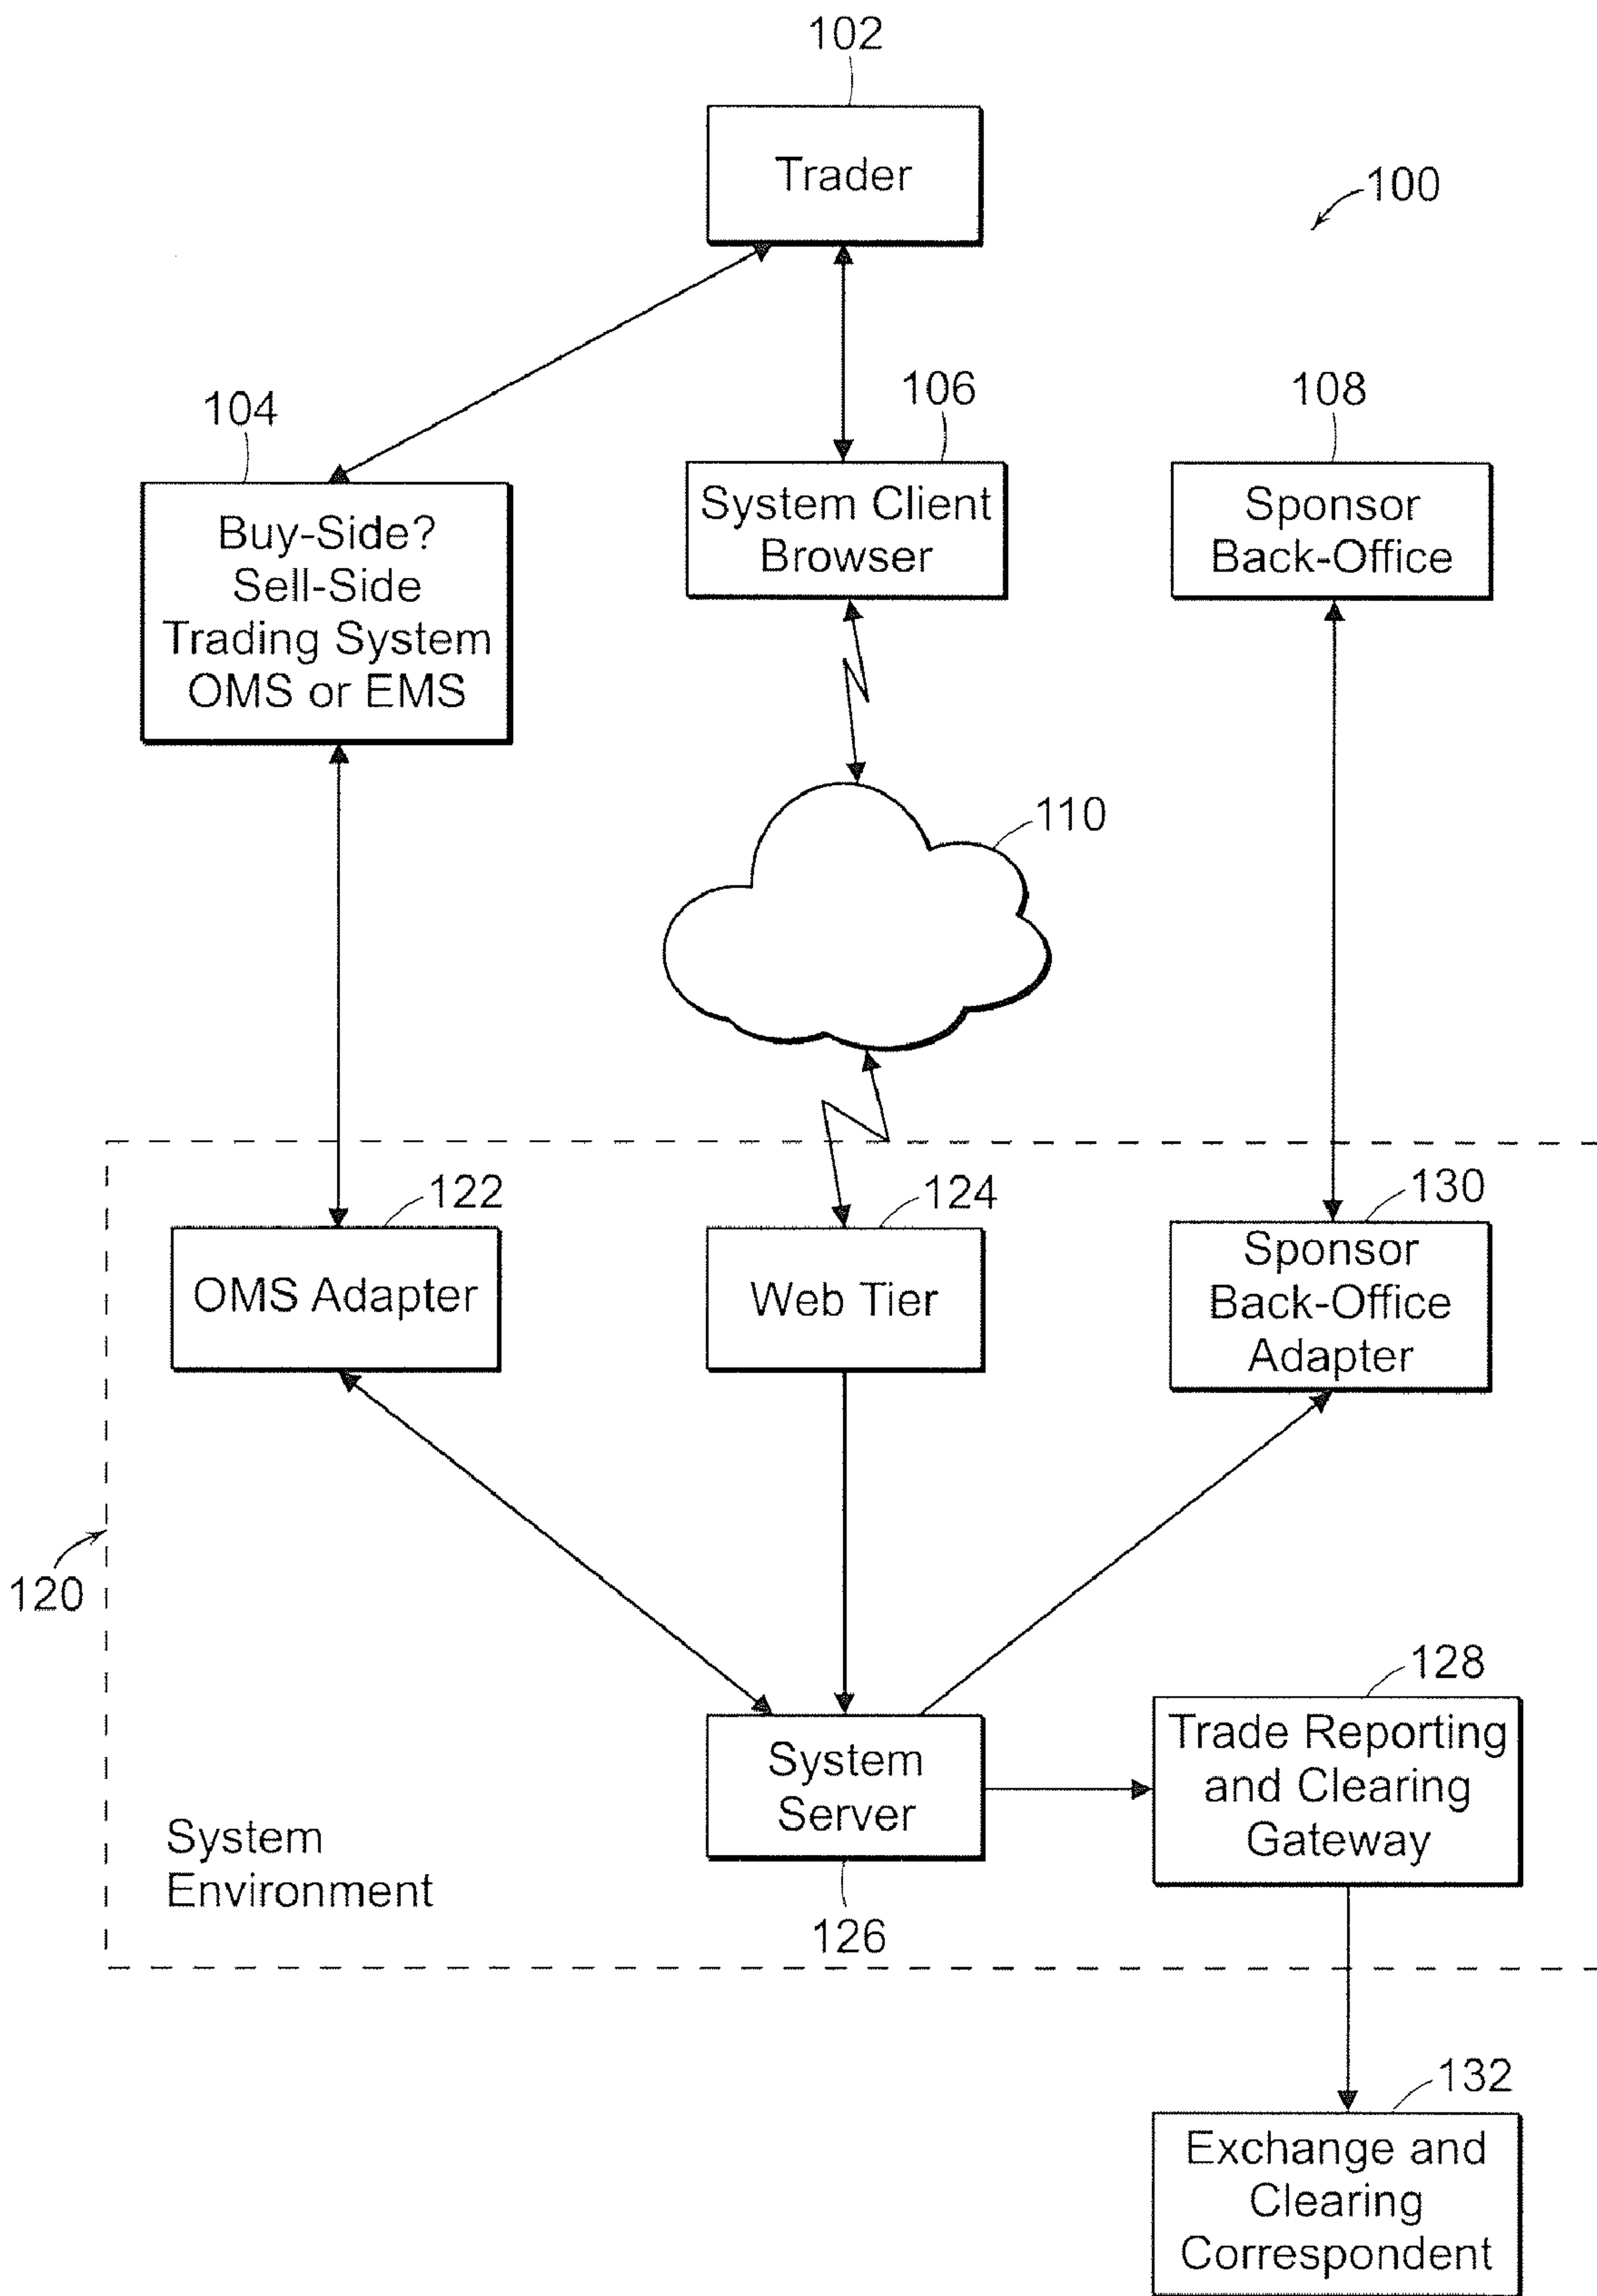 102
Trader
100
104
106
108
Buy-Side?
Sell-Side
Trading System
OMS or EMS
System Client
Browser
Sponsor
Back-Office
110
122
124
130
OMS Adapter
Web Tier
Sponsor
Back-Office
Adapter
120
128
System
Server
Trade Reporting
and Clearing
Gateway
System
Environment
126
132
Exchange and
Clearing
Correspondent